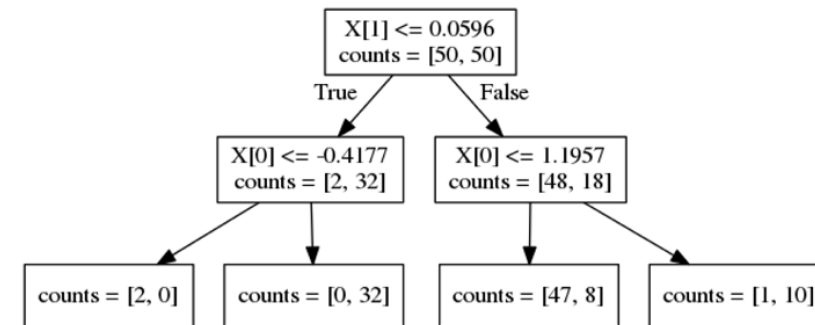 X[1] <= 0.0596
counts = [50, 50]
True
False
X[0] <= -0.4177
counts = [2, 32]
X[0] <= 1.1957
counts = [48, 18]
counts = [2, 0]
counts = [0, 32]
counts = [47, 8]
counts = [1, 10]